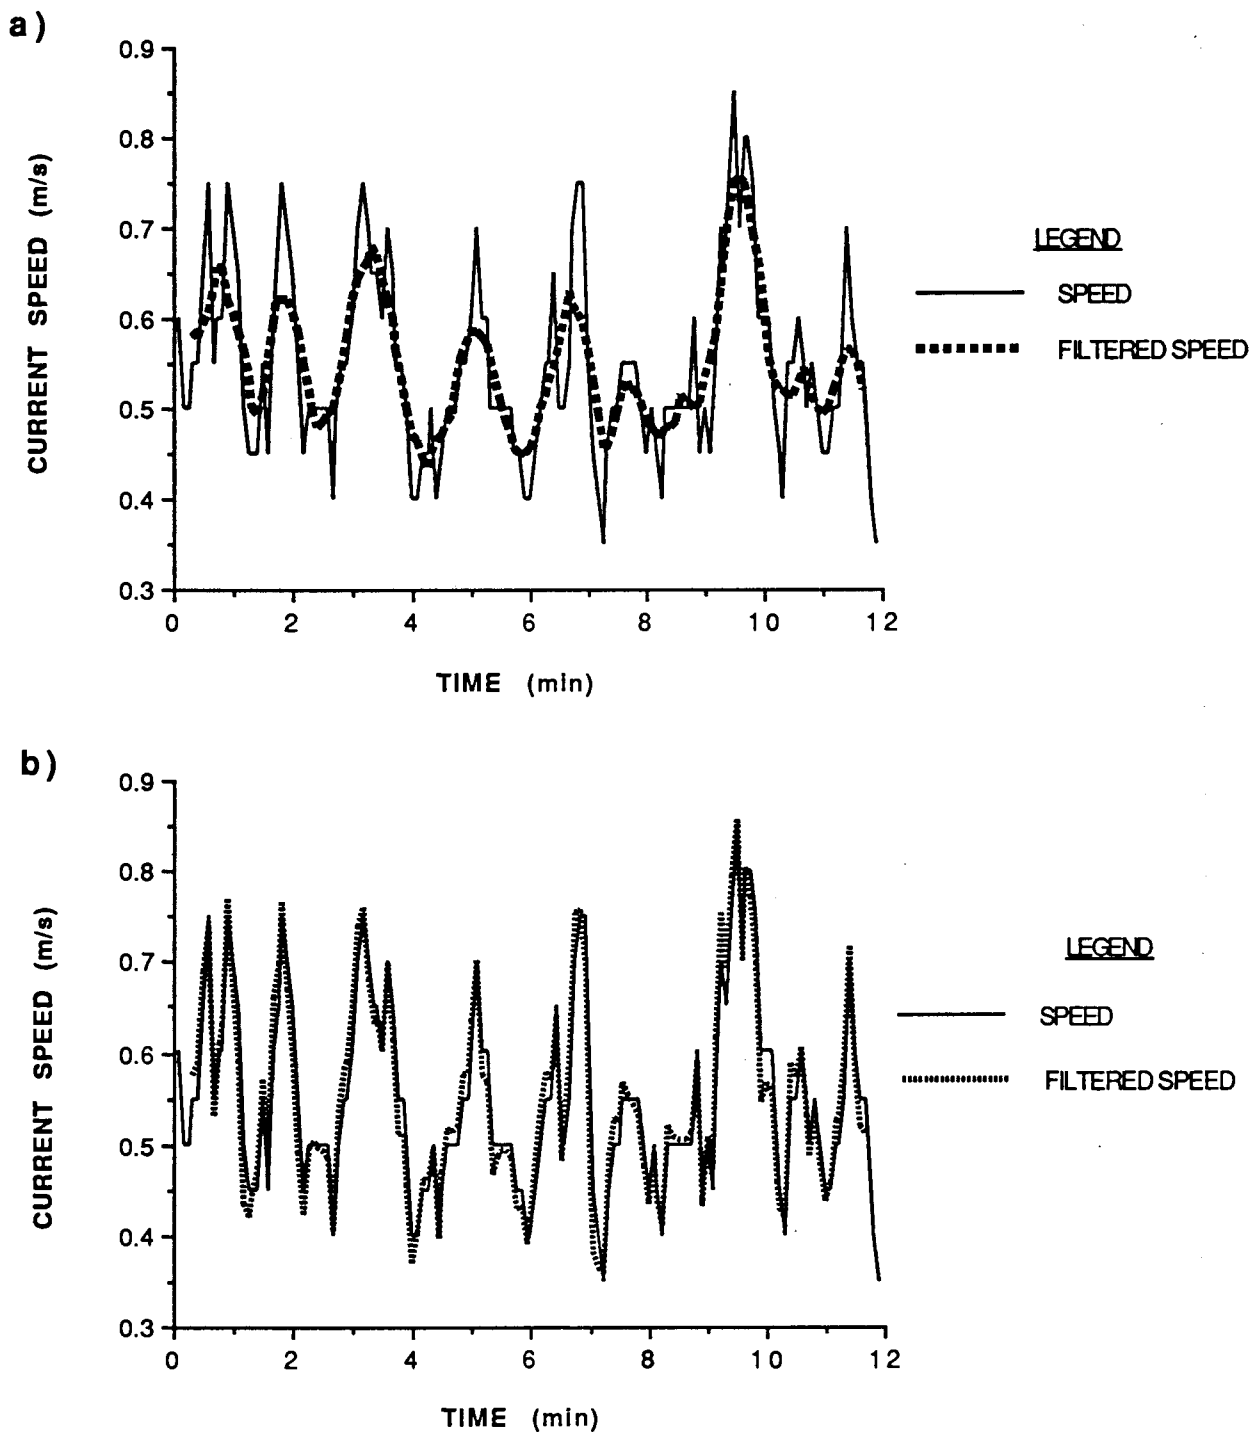 a)
0.9
0.8
0.7
0.6
0.5
0.4
0.3
CURRENT SPEED (m/s)
0 2 4 6 8 10 12
TIME (min)
LEGEND
SPEED
FILTERED SPEED
b)
0.9
0.8
0.7
0.6
0.5
0.4
0.3
CURRENT SPEED (m/s)
0 2 4 6 8 10 12
TIME (min)
LEGEND
SPEED
FILTERED SPEED